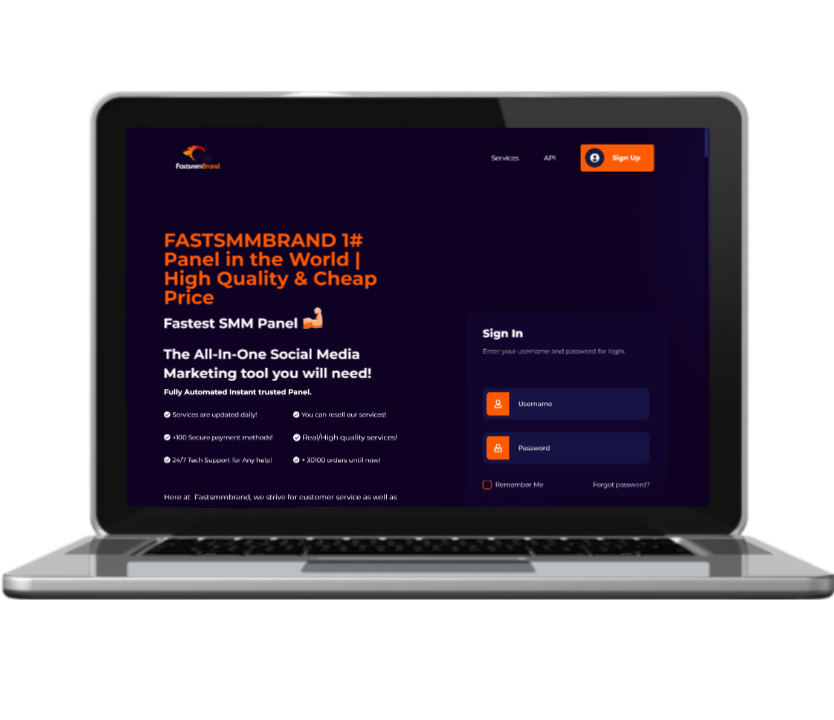 FastsmmBrand
Services
API
Sign Up
FASTSMMBRAND 1#
Panel in the World |
High Quality & Cheap
Price
Fastest SMM Panel
The All-In-One Social Media
Marketing tool you will need!
Fully Automated Instant trusted Panel.
Services are updated daily!
You can resell our services!
+100 Secure payment methods!
Real/High quality services!
24/7 Tech Support for Any help!
+ 30100 orders until now!
Here at Fastsmmbrand, we strive for customer service as well as
Sign In
Enter your username and password for login.
Username
Password
Remember Me
Forgot password?